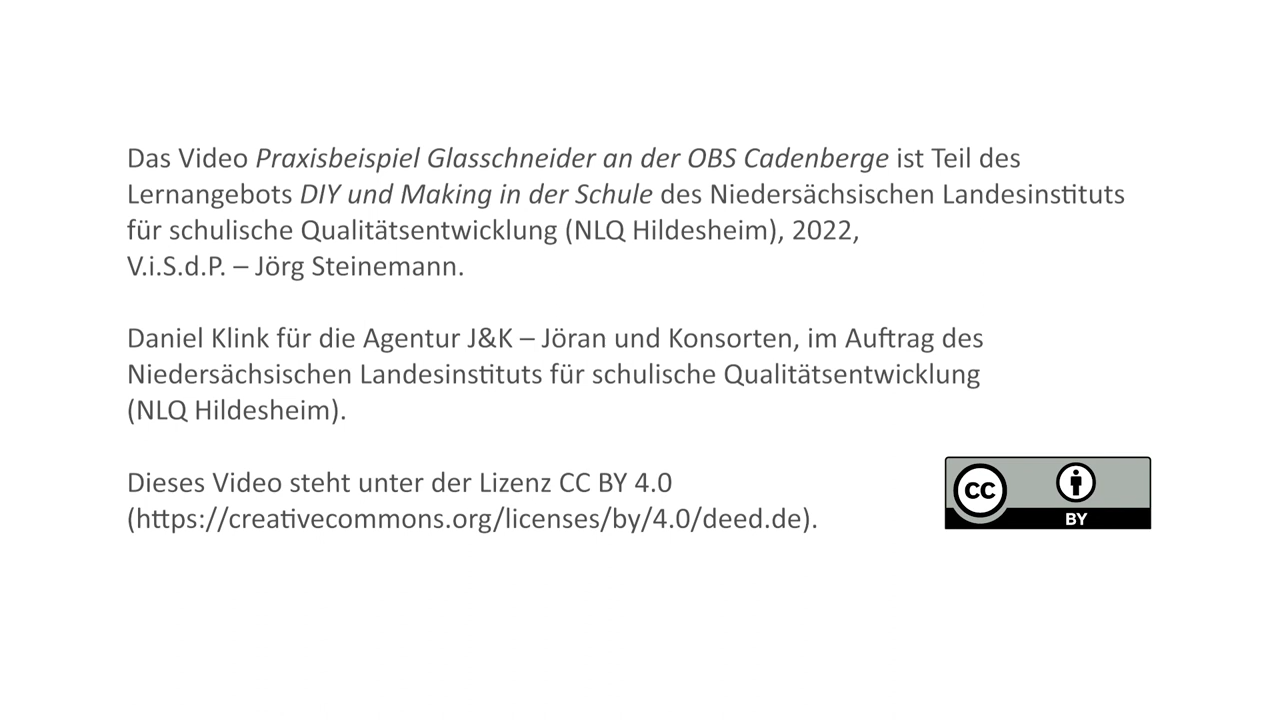 Das Video Praxisbeispiel Glasschneider an der OBS Cadenberge ist Teil des
Lernangebots DIY und Making in der Schule des Niedersächsischen Landesinstituts
für schulische Qualitätsentwicklung (NLQ Hildesheim), 2022,
V.i.S.d.P. – Jörg Steinemann.
Daniel Klink für die Agentur J&K – Jöran und Konsorten, im Auftrag des
Niedersächsischen Landesinstituts für schulische Qualitätsentwicklung
(NLQ Hildesheim).
Dieses Video steht unter der Lizenz CC BY 4.0
(https://creativecommons.org/licenses/by/4.0/deed.de).
CC
BY